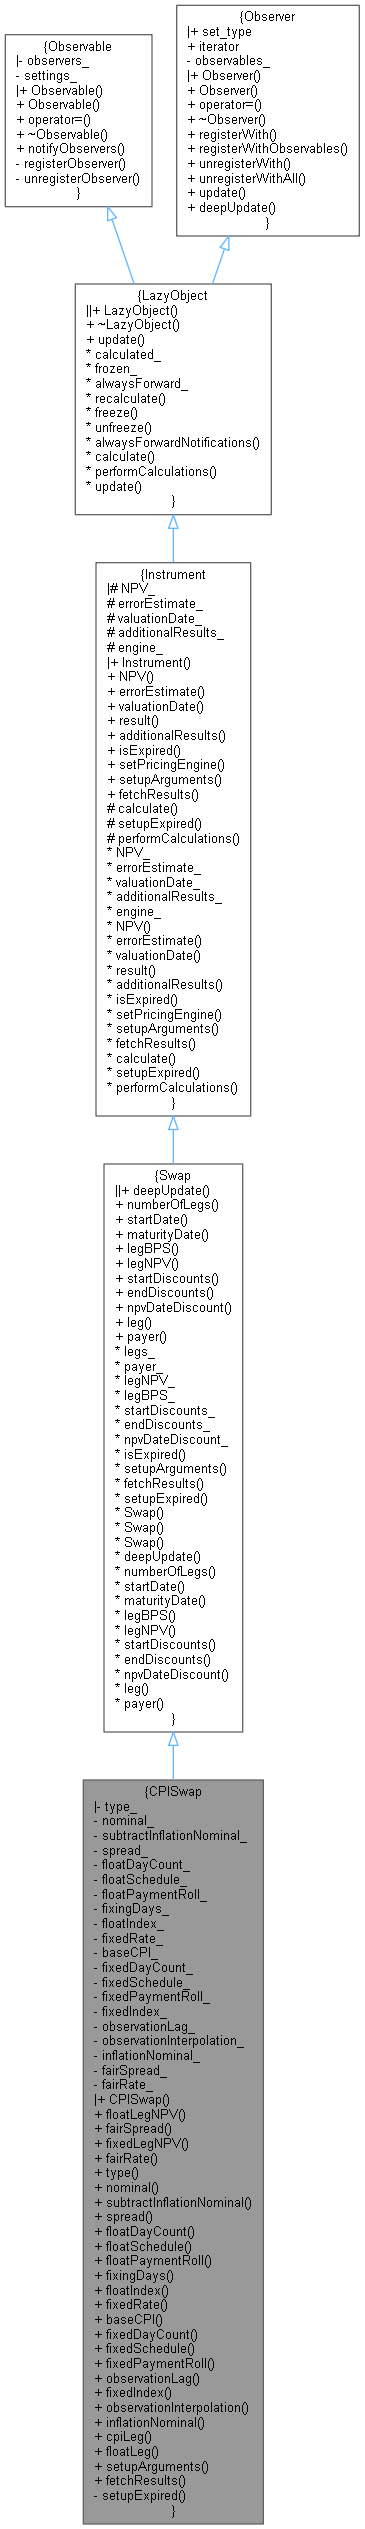 {Observable
|- observers_
- settings_
|+ Observable()
+ Observable()
+ operator=()
+ ~Observable()
+ notifyObservers()
- registerObserver()
- unregisterObserver()
}
{Observer
|+ set_type
+ iterator
- observables_
|+ Observer()
+ Observer()
+ operator=()
+ ~Observer()
+ registerWith()
+ registerWithObservables()
+ unregisterWith()
+ unregisterWithAll()
+ update()
+ deepUpdate()
}
{LazyObject
||+ LazyObject()
+ ~LazyObject()
+ update()
* calculated_
* frozen_
* alwaysForward_
* recalculate()
* freeze()
* unfreeze()
* alwaysForwardNotifications()
* calculate()
* performCalculations()
* update()
}
{Instrument
|# NPV_
# errorEstimate_
# valuationDate_
# additionalResults_
# engine_
|+ Instrument()
+ NPV()
+ errorEstimate()
+ valuationDate()
+ result()
+ additionalResults()
+ isExpired()
+ setPricingEngine()
+ setupArguments()
+ fetchResults()
# calculate()
# setupExpired()
# performCalculations()
* NPV_
* errorEstimate_
* valuationDate_
* additionalResults_
* engine_
* NPV()
* errorEstimate()
* valuationDate()
* result()
* additionalResults()
* isExpired()
* setPricingEngine()
* setupArguments()
* fetchResults()
* calculate()
* setupExpired()
* performCalculations()
}
{Swap
||+ deepUpdate()
+ numberOfLegs()
+ startDate()
+ maturityDate()
+ legBPS()
+ legNPV()
+ startDiscounts()
+ endDiscounts()
+ npvDateDiscount()
+ leg()
+ payer()
* legs_
* payer_
* legNPV_
* legBPS_
* startDiscounts_
* endDiscounts_
* npvDateDiscount_
* isExpired()
* setupArguments()
* fetchResults()
* setupExpired()
* Swap()
* Swap()
* Swap()
* deepUpdate()
* numberOfLegs()
* startDate()
* maturityDate()
* legBPS()
* legNPV()
* startDiscounts()
* endDiscounts()
* npvDateDiscount()
* leg()
* payer()
}
{CPISwap
|- type_
- nominal_
- subtractInflationNominal_
- spread_
- floatDayCount_
- floatSchedule_
- floatPaymentRoll_
- fixingDays_
- floatIndex_
- fixedRate_
- baseCPI_
- fixedDayCount_
- fixedSchedule_
- fixedPaymentRoll_
- fixedIndex_
- observationLag_
- observationInterpolation_
- inflationNominal_
- fairSpread_
- fairRate_
|+ CPISwap()
+ floatLegNPV()
+ fairSpread()
+ fixedLegNPV()
+ fairRate()
+ type()
+ nominal()
+ subtractInflationNominal()
+ spread()
+ floatDayCount()
+ floatSchedule()
+ floatPaymentRoll()
+ fixingDays()
+ floatIndex()
+ fixedRate()
+ baseCPI()
+ fixedDayCount()
+ fixedSchedule()
+ fixedPaymentRoll()
+ observationLag()
+ fixedIndex()
+ observationInterpolation()
+ inflationNominal()
+ cpiLeg()
+ floatLeg()
+ setupArguments()
+ fetchResults()
- setupExpired()
}